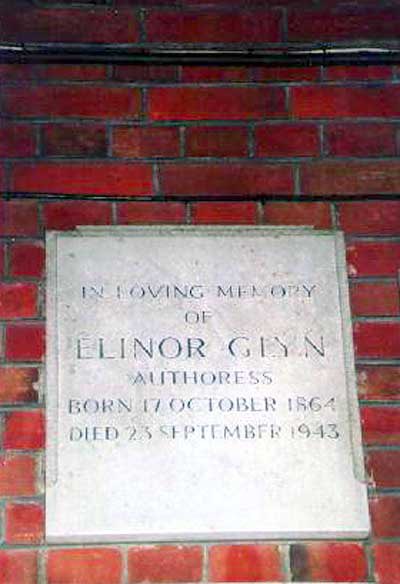 IN LOVING MEMORY
OF
ELINOR GLYN
AUTHORESS
BORN 17 OCTOBER 1864
DIED 23 SEPTEMBER 1943